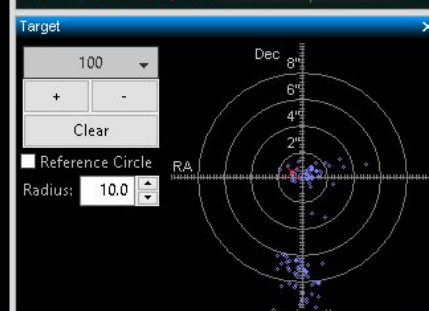 Target
100
+ -
Clear
Reference Circle
Radius: 10.0
Dec
8"
6"
4"
2"
RA